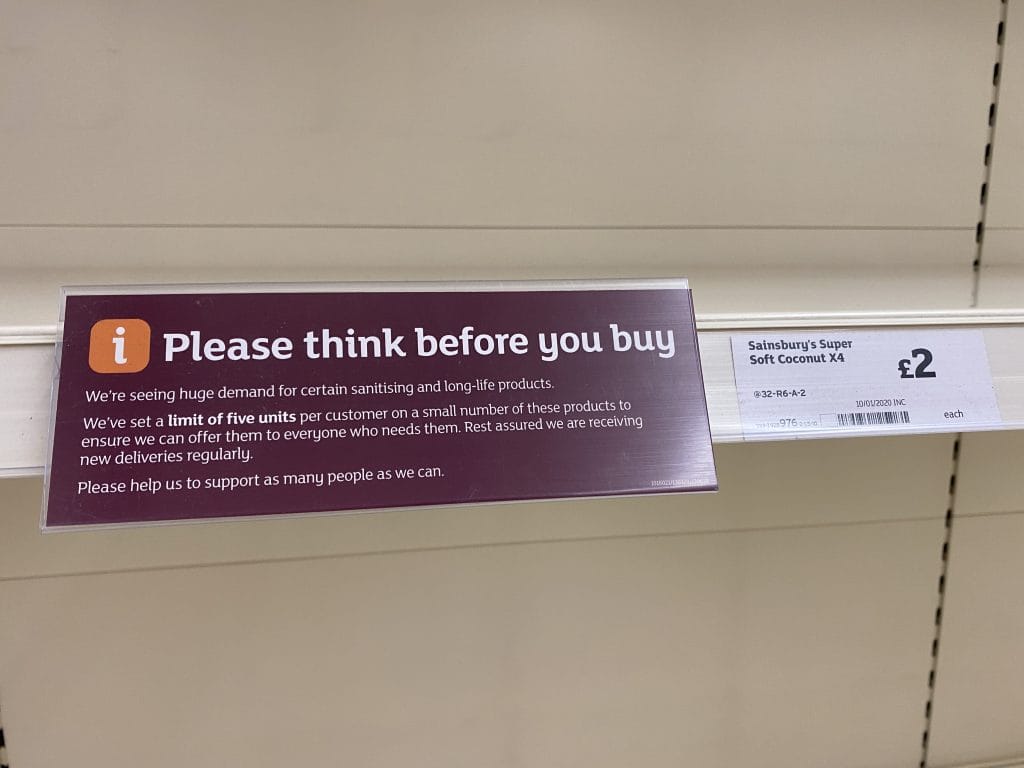 i Please think before you buy
We're seeing huge demand for certain sanitising and long-life products.
We've set a limit of five units per customer on a small number of these products to
ensure we can offer them to everyone who needs them. Rest assured we are receiving
new deliveries regularly.
Please help us to support as many people as we can.
Sainsbury's Super
Soft Coconut X4
£2
@32-R6-A-2
10/01/2020 INC
976
each